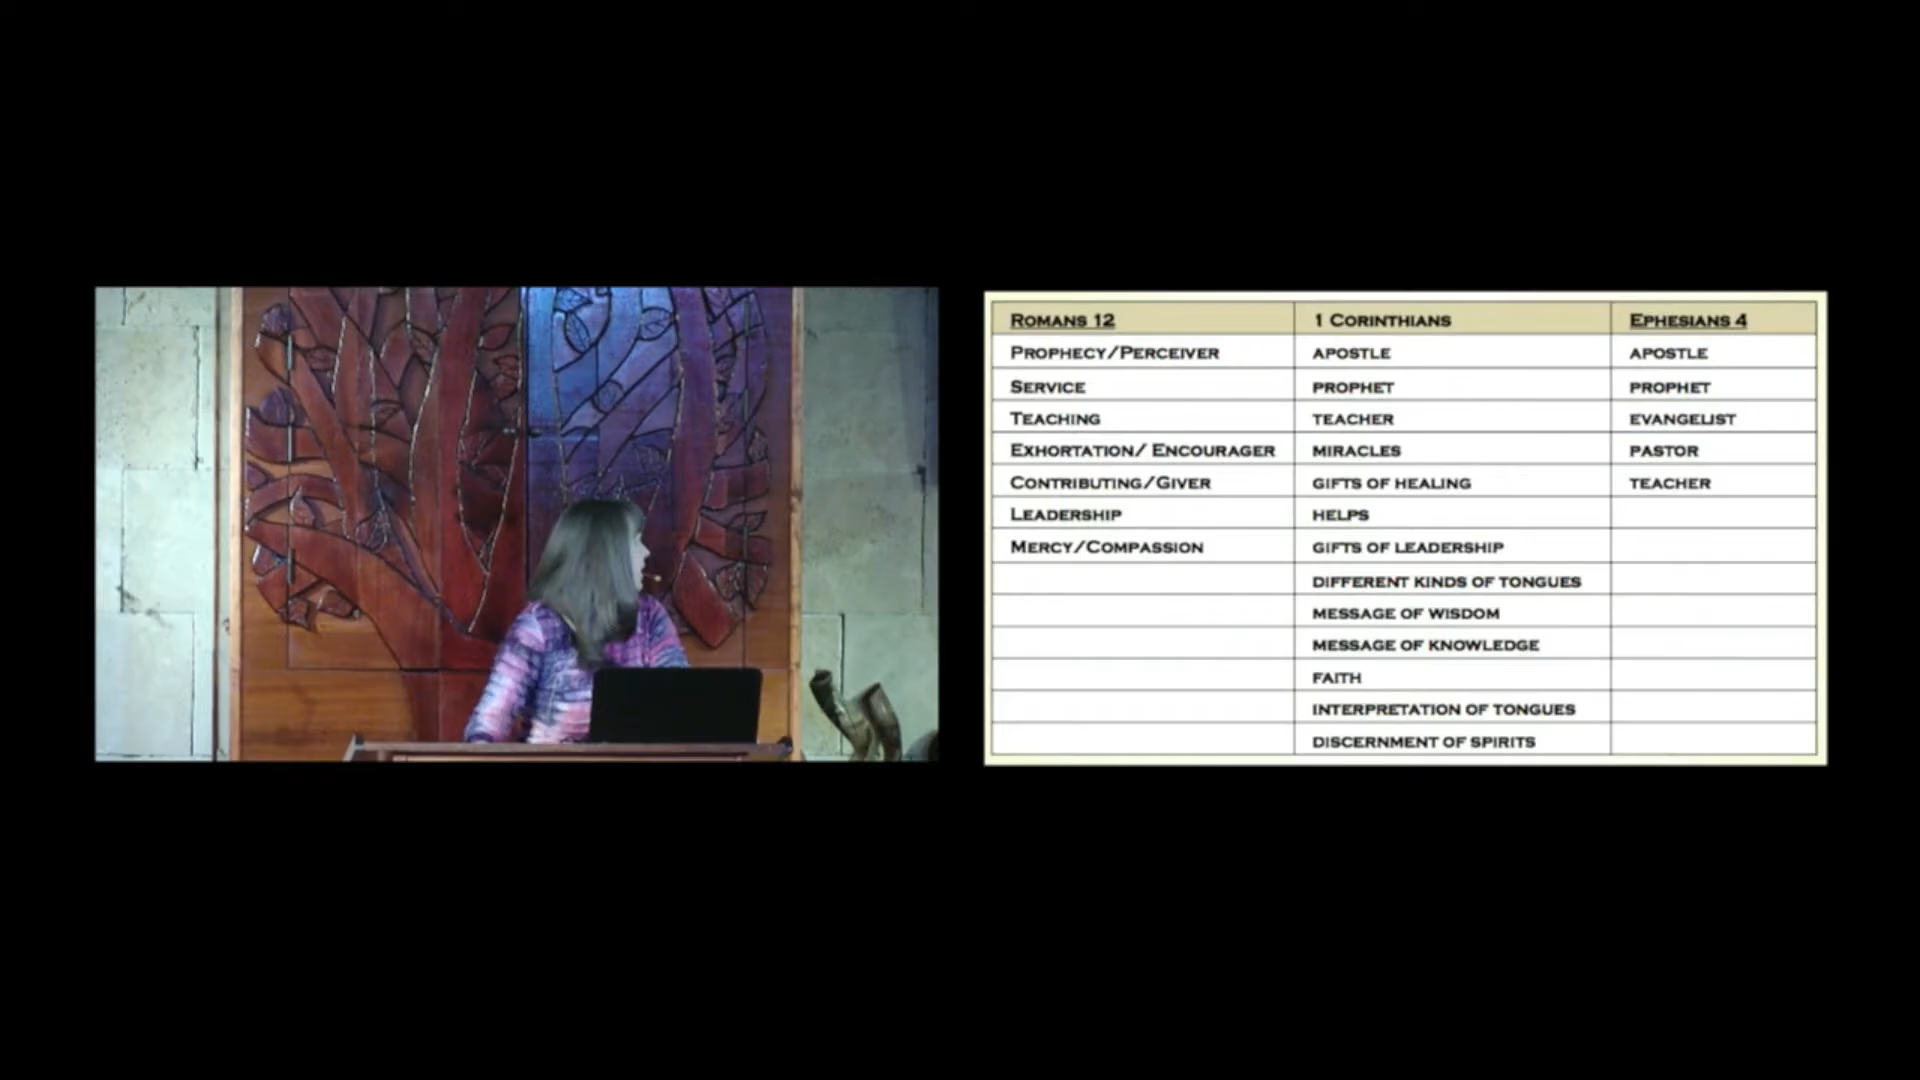 Romans 12 1 Corinthians Ephesians 4
Prophecy/Perceiver apostle apostle
Service prophet prophet
Teaching teacher evangelist
Exhortation/ Encourager miracles pastor
Contributing/Giver gifts of healing teacher
Leadership helps
Mercy/Compassion gifts of leadership
different kinds of tongues
message of wisdom
message of knowledge
faith
interpretation of tongues
discernment of spirits